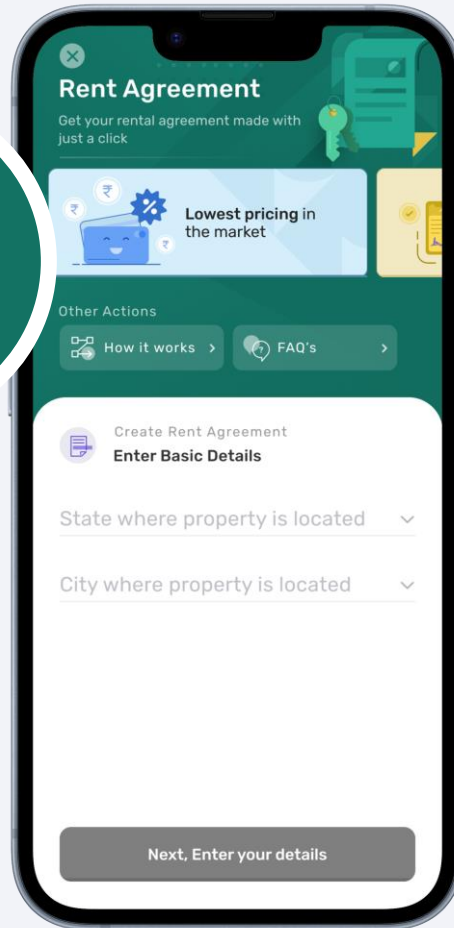 Rent Agreement
Get your rental agreement made with
just a click
Lowest pricing in
the market
Other Actions
How it works
FAQ's
Create Rent Agreement
Enter Basic Details
State where property is located
City where property is located
Next, Enter your details